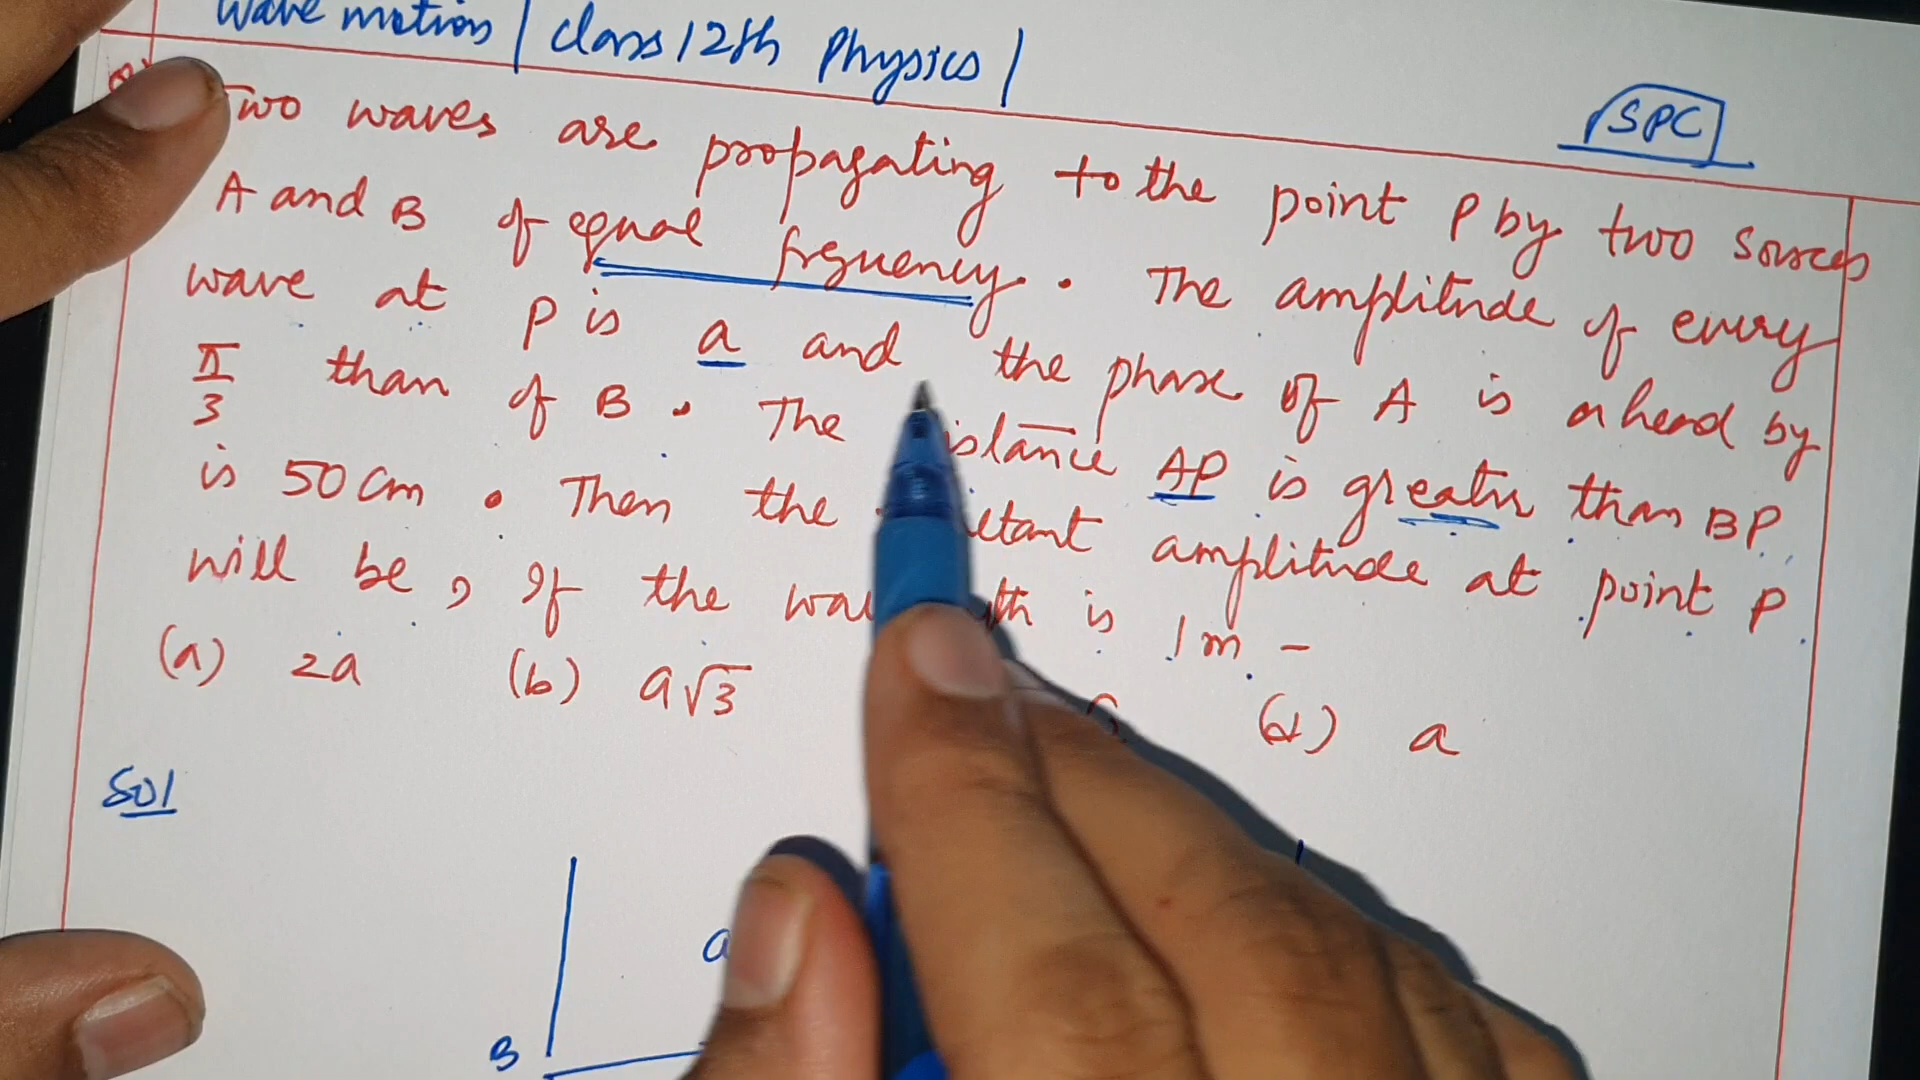 Wave motion | class 12th Physics |
SPC
Two waves are propagating to the point P by two sources
A and B of equal frequency. The amplitude of every
wave at P is a and the phase of A is ahead by
π/3 than of B. The distance AP is greater than BP
is 50 cm. Then the amplitude at point P
will be, If the is 1m -
(a) 2a (b) a√3 (d) a
Sol
a
B